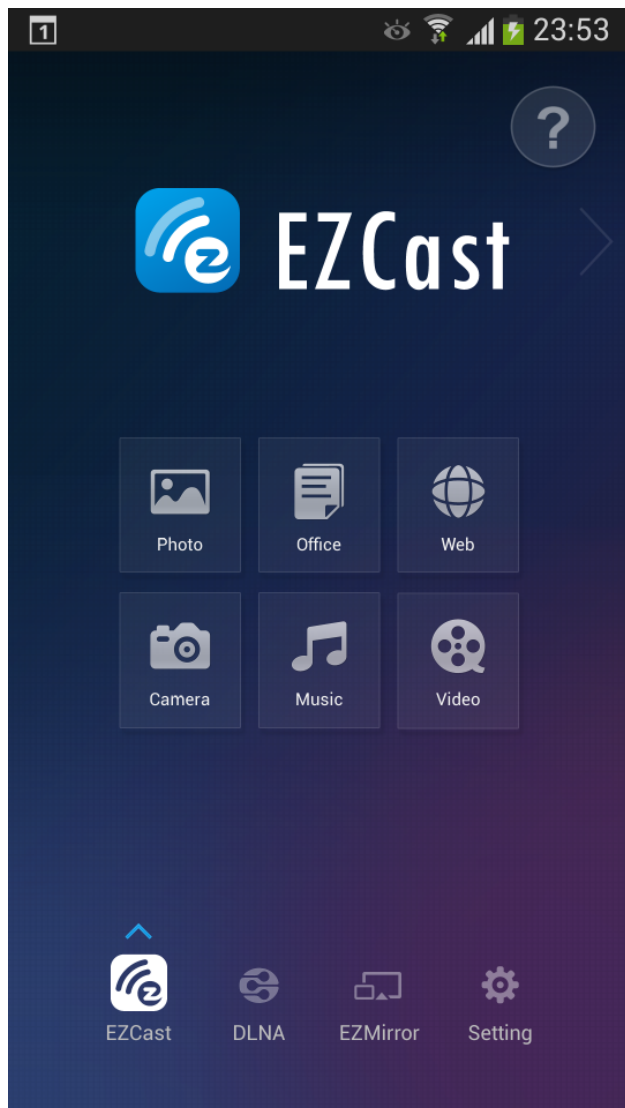 1 23:53
?
EZCast
Photo Office Web
Camera Music Video
EZCast DLNA EZMirror Setting